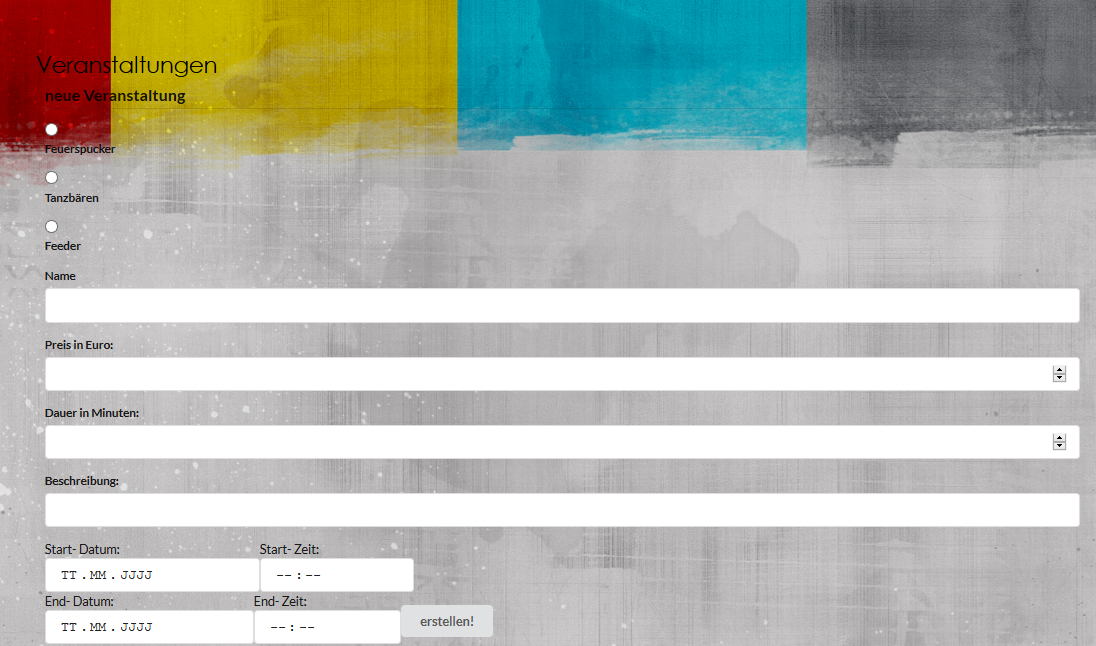 Veranstaltungen
neue Veranstaltung
Feuerspucker
Tanzbären
Feeder
Name
Preis in Euro:
Dauer in Minuten:
Beschreibung:
Start- Datum: Start- Zeit:
TT . MM . JJJJ -- : --
End- Datum: End- Zeit:
TT . MM . JJJJ -- : -- erstellen!